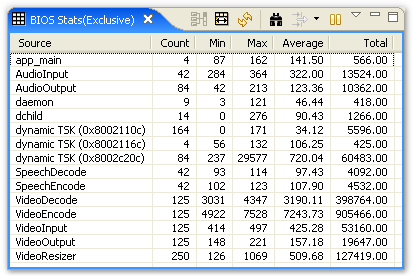 BIOS Stats(Exclusive)
Source Count Min Max Average Total
app_main 4 87 162 141.50 566.00
AudioInput 42 284 364 322.00 13524.00
AudioOutput 84 42 213 123.36 10362.00
daemon 9 3 121 46.44 418.00
dchild 14 0 276 90.43 1266.00
dynamic TSK (0x8002110c) 164 0 171 34.12 5596.00
dynamic TSK (0x8002116c) 4 56 132 106.25 425.00
dynamic TSK (0x8002c20c) 84 237 29577 720.04 60483.00
SpeechDecode 42 93 114 97.43 4092.00
SpeechEncode 42 102 123 107.90 4532.00
VideoDecode 125 3031 4347 3190.11 398764.00
VideoEncode 125 4922 7528 7243.73 905466.00
VideoInput 125 414 497 425.28 53160.00
VideoOutput 125 148 221 157.18 19647.00
VideoResizer 250 126 1069 509.68 127419.00